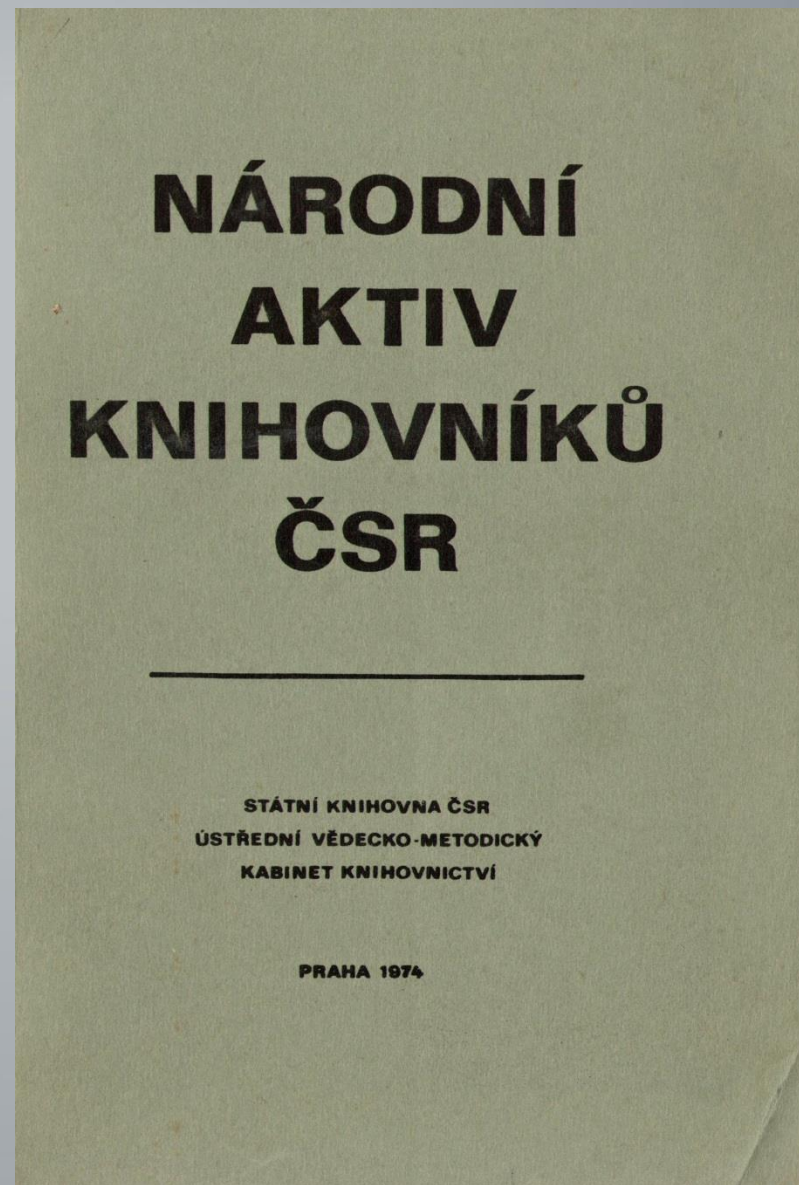 NÁRODNÍ
AKTIV
KNIHOVNÍKŮ
ČSR
STÁTNÍ KNIHOVNA ČSR
ÚSTŘEDNÍ VĚDECKO-METODICKÝ
KABINET KNIHOVNICTVÍ
PRAHA 1974